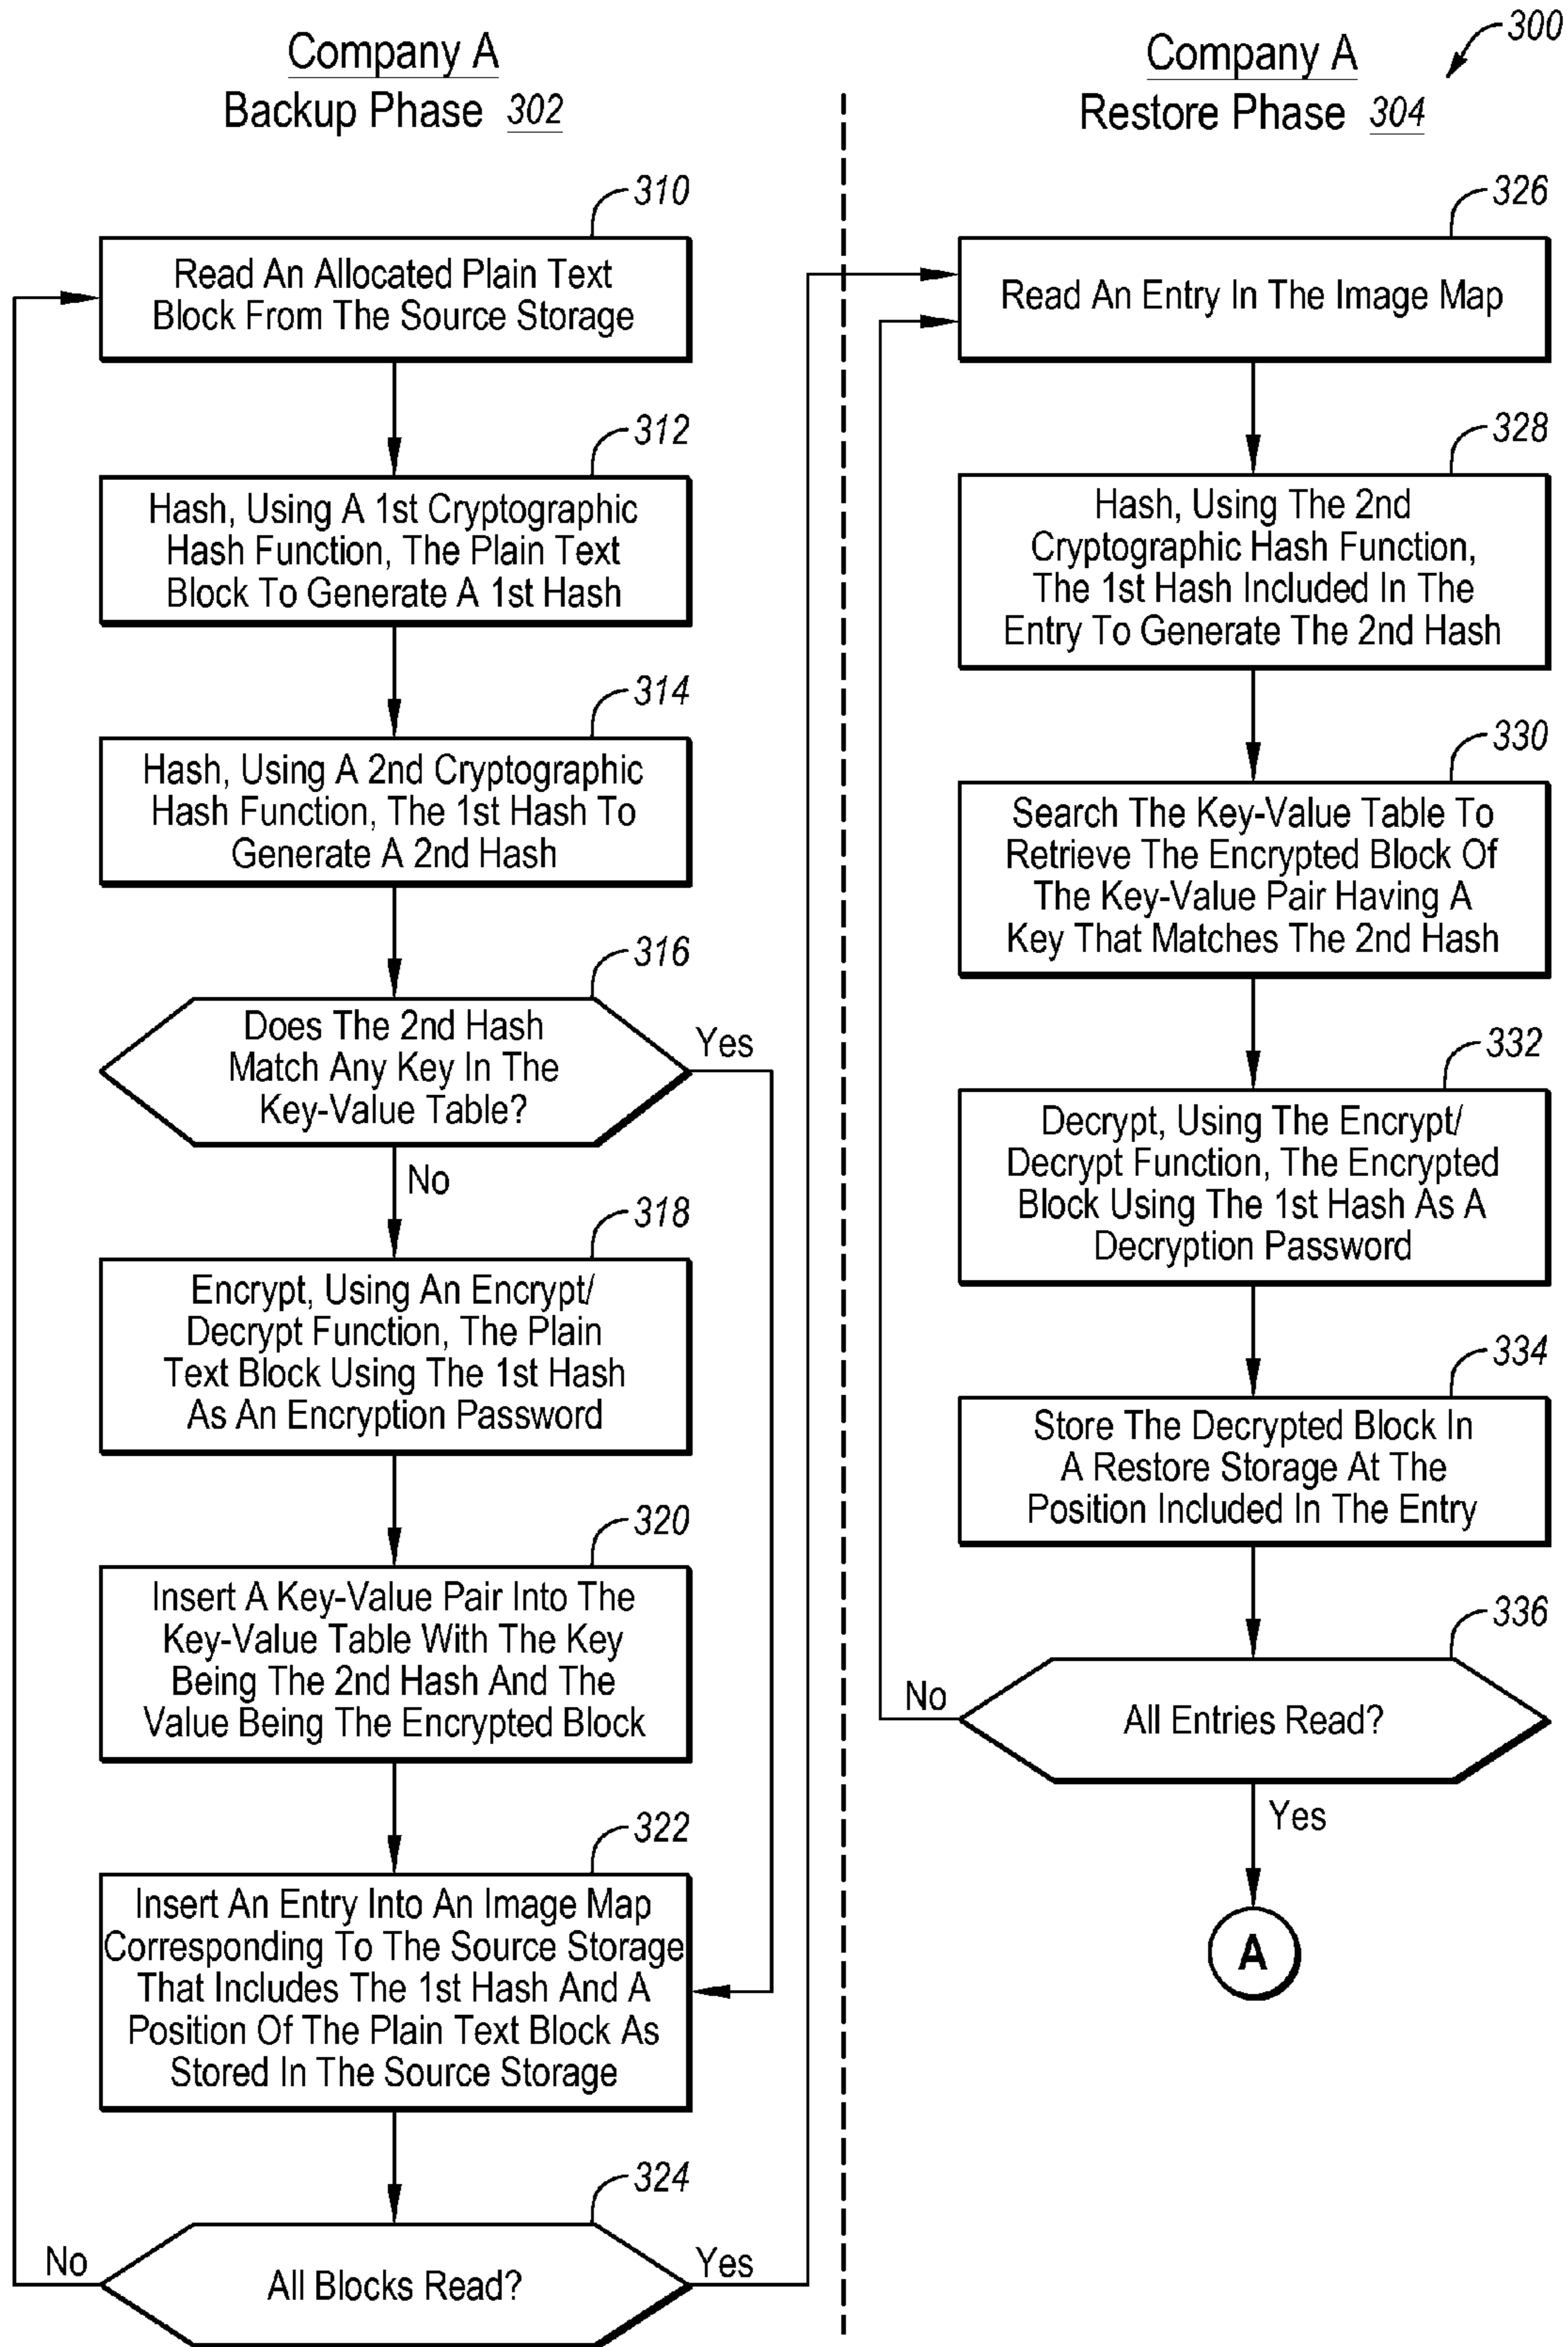 300
Company A
Backup Phase 302
310
Read An Allocated Plain Text
Block From The Source Storage
312
Hash, Using A 1st Cryptographic
Hash Function, The Plain Text
Block To Generate A 1st Hash
314
Hash, Using A 2nd Cryptographic
Hash Function, The 1st Hash To
Generate A 2nd Hash
316
Does The 2nd Hash
Match Any Key In The
Key-Value Table?
Yes
No
318
Encrypt, Using An Encrypt/
Decrypt Function, The Plain
Text Block Using The 1st Hash
As An Encryption Password
320
Insert A Key-Value Pair Into The
Key-Value Table With The Key
Being The 2nd Hash And The
Value Being The Encrypted Block
322
Insert An Entry Into An Image Map
Corresponding To The Source Storage
That Includes The 1st Hash And A
Position Of The Plain Text Block As
Stored In The Source Storage
324
No
All Blocks Read?
Yes
Company A
Restore Phase 304
326
Read An Entry In The Image Map
328
Hash, Using The 2nd
Cryptographic Hash Function,
The 1st Hash Included In The
Entry To Generate The 2nd Hash
330
Search The Key-Value Table To
Retrieve The Encrypted Block Of
The Key-Value Pair Having A
Key That Matches The 2nd Hash
332
Decrypt, Using The Encrypt/
Decrypt Function, The Encrypted
Block Using The 1st Hash As A
Decryption Password
334
Store The Decrypted Block In
A Restore Storage At The
Position Included In The Entry
336
No
All Entries Read?
Yes
A